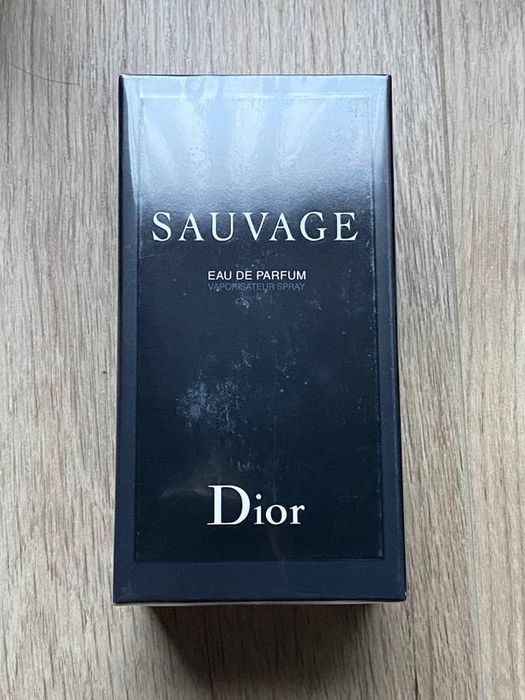 SAUVAGE
EAU DE PARFUM
VAPORISATEUR SPRAY
Dior